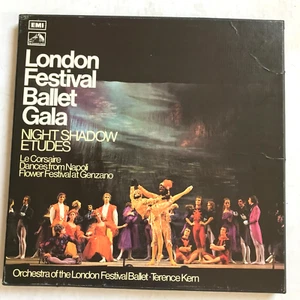 EMI
London
Festival
Ballet
Gala
NIGHT SHADOW
ETUDES
Le Corsaire
Dances from Napoli
Flower Festival at Genzano
Orchestra of the London Festival Ballet · Terence Kern